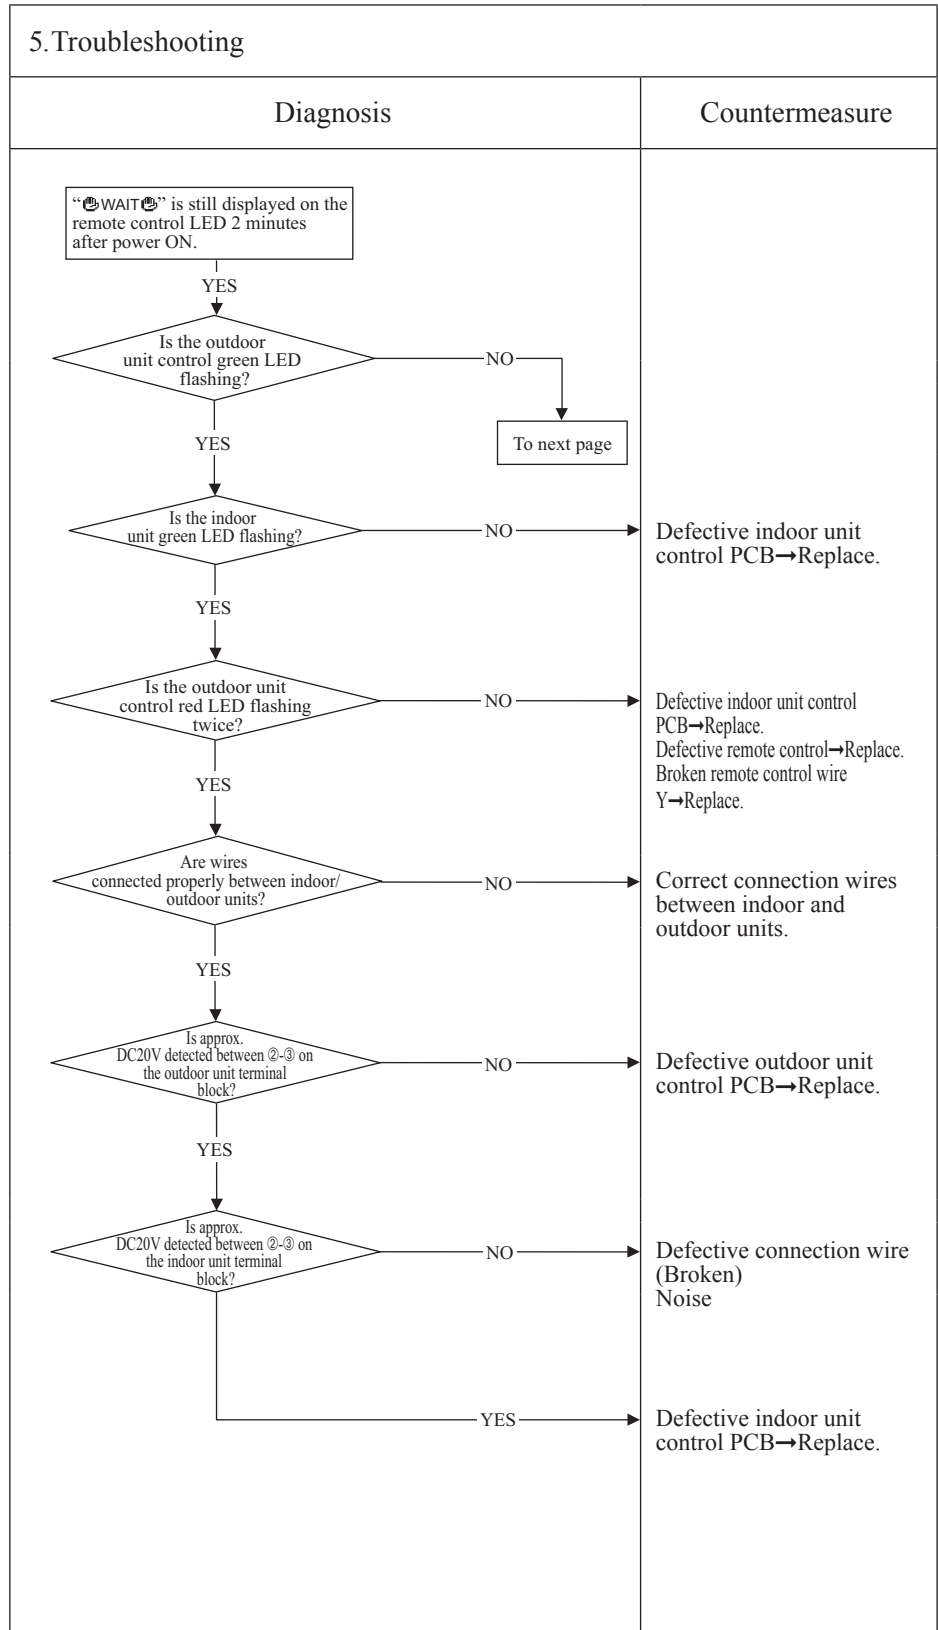 5.Troubleshooting
Diagnosis
Countermeasure
“WAIT” is still displayed on the
remote control LED 2 minutes
after power ON.
YES
Is the outdoor
unit control green LED
flashing?
NO
To next page
YES
Is the indoor
unit green LED flashing?
NO
Defective indoor unit
control PCB→Replace.
YES
Is the outdoor unit
control red LED flashing
twice?
NO
Defective indoor unit control
PCB→Replace.
Defective remote control→Replace.
Broken remote control wire
Y→Replace.
YES
Are wires
connected properly between indoor/
outdoor units?
NO
Correct connection wires
between indoor and
outdoor units.
YES
Is approx.
DC20V detected between ②-③ on
the outdoor unit terminal
block?
NO
Defective outdoor unit
control PCB→Replace.
YES
Is approx.
DC20V detected between ②-③ on
the indoor unit terminal
block?
NO
Defective connection wire
(Broken)
Noise
YES
Defective indoor unit
control PCB→Replace.